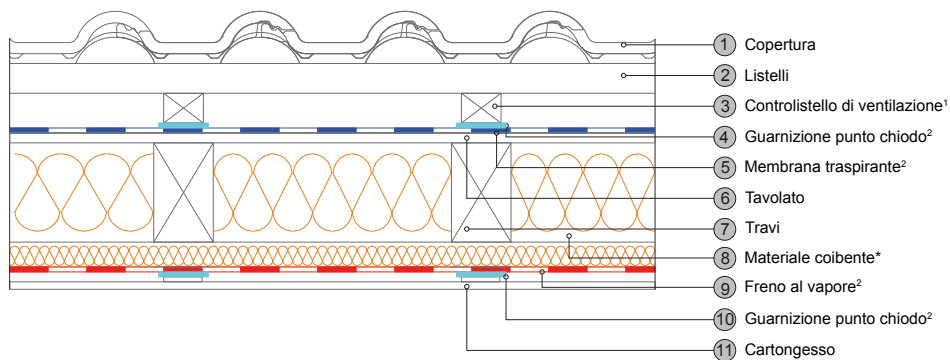 1 Copertura
2 Listelli
3 Controlistello di ventilazione¹
4 Guarnizione punto chiodo²
5 Membrana traspirante²
6 Tavolato
7 Travi
8 Materiale coibente*
9 Freno al vapore²
10 Guarnizione punto chiodo²
11 Cartongesso